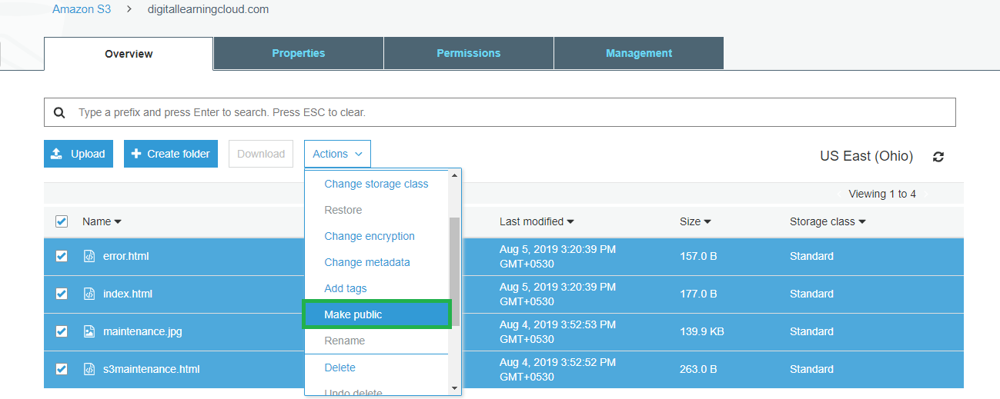 Amazon S3 > digitallearningcloud.com
Overview Properties Permissions Management
Type a prefix and press Enter to search. Press ESC to clear.
Upload Create folder Download Actions
US East (Ohio)
Change storage class
Restore
Change encryption
Change metadata
Add tags
Make public
Rename
Delete
Undo delete
Viewing 1 to 4
Name Last modified Size Storage class
error.html Aug 5, 2019 3:20:39 PM 157.0 B Standard
GMT+0530
index.html Aug 5, 2019 3:20:39 PM 177.0 B Standard
GMT+0530
maintenance.jpg Aug 4, 2019 3:52:53 PM 139.9 KB Standard
GMT+0530
s3maintenance.html Aug 4, 2019 3:52:52 PM 263.0 B Standard
GMT+0530